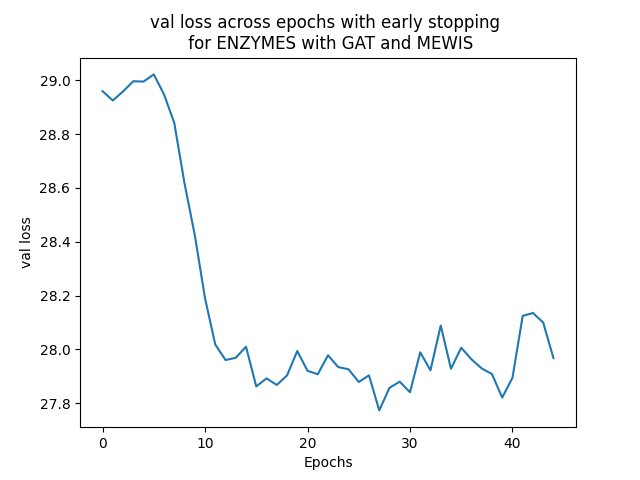 val loss across epochs with early stopping
for ENZYMES with GAT and MEWIS
29.0
28.8
28.6
28.4
28.2
28.0
27.8
val loss
0 10 20 30 40
Epochs